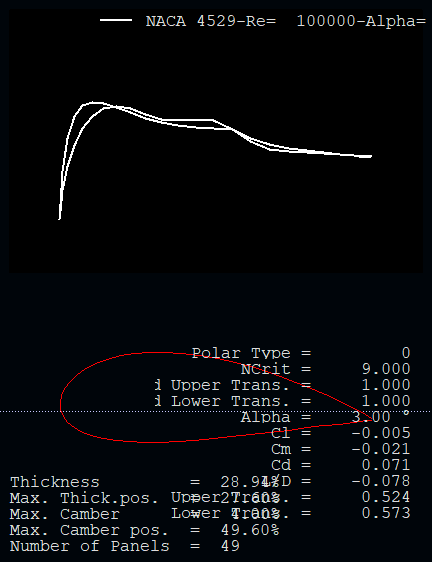 NACA 4529-Re=  100000-Alpha=
Polar Type = 0
NCrit = 9.000
d Upper Trans. = 1.000
d Lower Trans. = 1.000
Alpha = 3.00 °
Cl = -0.005
Cm = -0.021
Cd = 0.071
Thickness = 28.94% L/D = -0.078
Max. Thick.pos. = 27.60% Upper Trans. = 0.524
Max. Camber = 4.00% Lower Trans. = 0.573
Max. Camber pos. = 49.60%
Number of Panels = 49